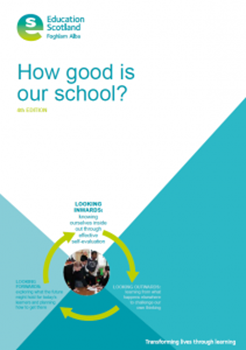 Education
Scotland
Foghlam Alba
How good is
our school?
4th EDITION
LOOKING
INWARDS:
knowing
ourselves inside
out through
effective
self-evaluation
LOOKING
FORWARDS:
exploring what the future
might hold for today's
learners and planning
how to get there
LOOKING OUTWARDS:
learning from what
happens elsewhere
to challenge our
own thinking
Transforming lives through learning